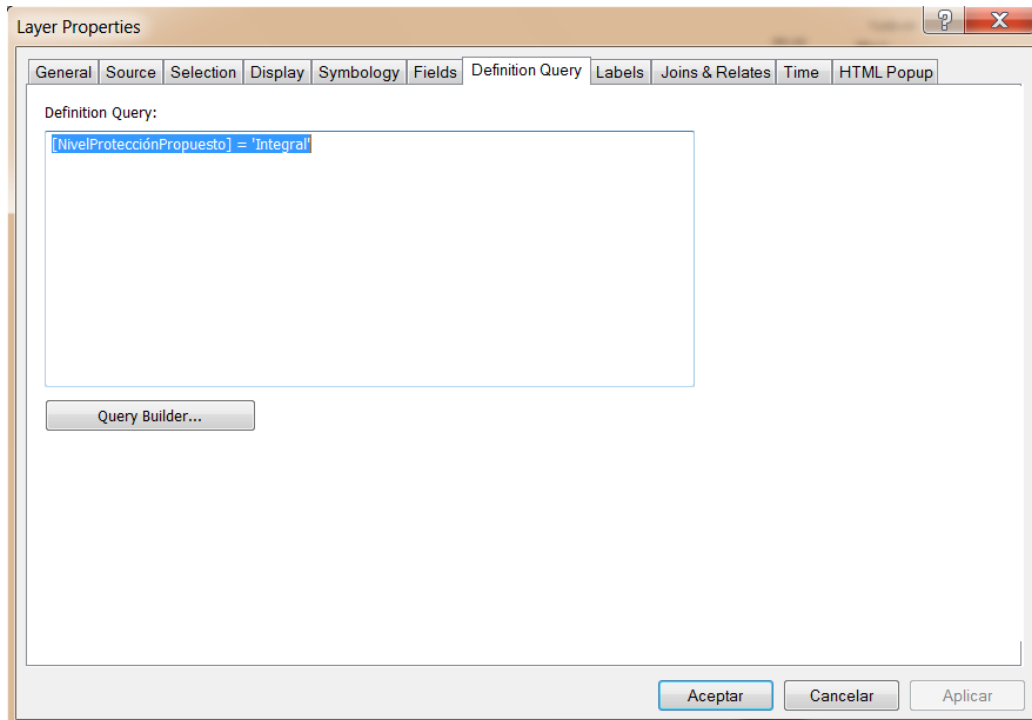 Layer Properties
General Source Selection Display Symbology Fields Definition Query Labels Joins & Relates Time HTML Popup
Definition Query:
[NivelProtecciónPropuesto] = 'Integral'
Query Builder...
Aceptar Cancelar Aplicar